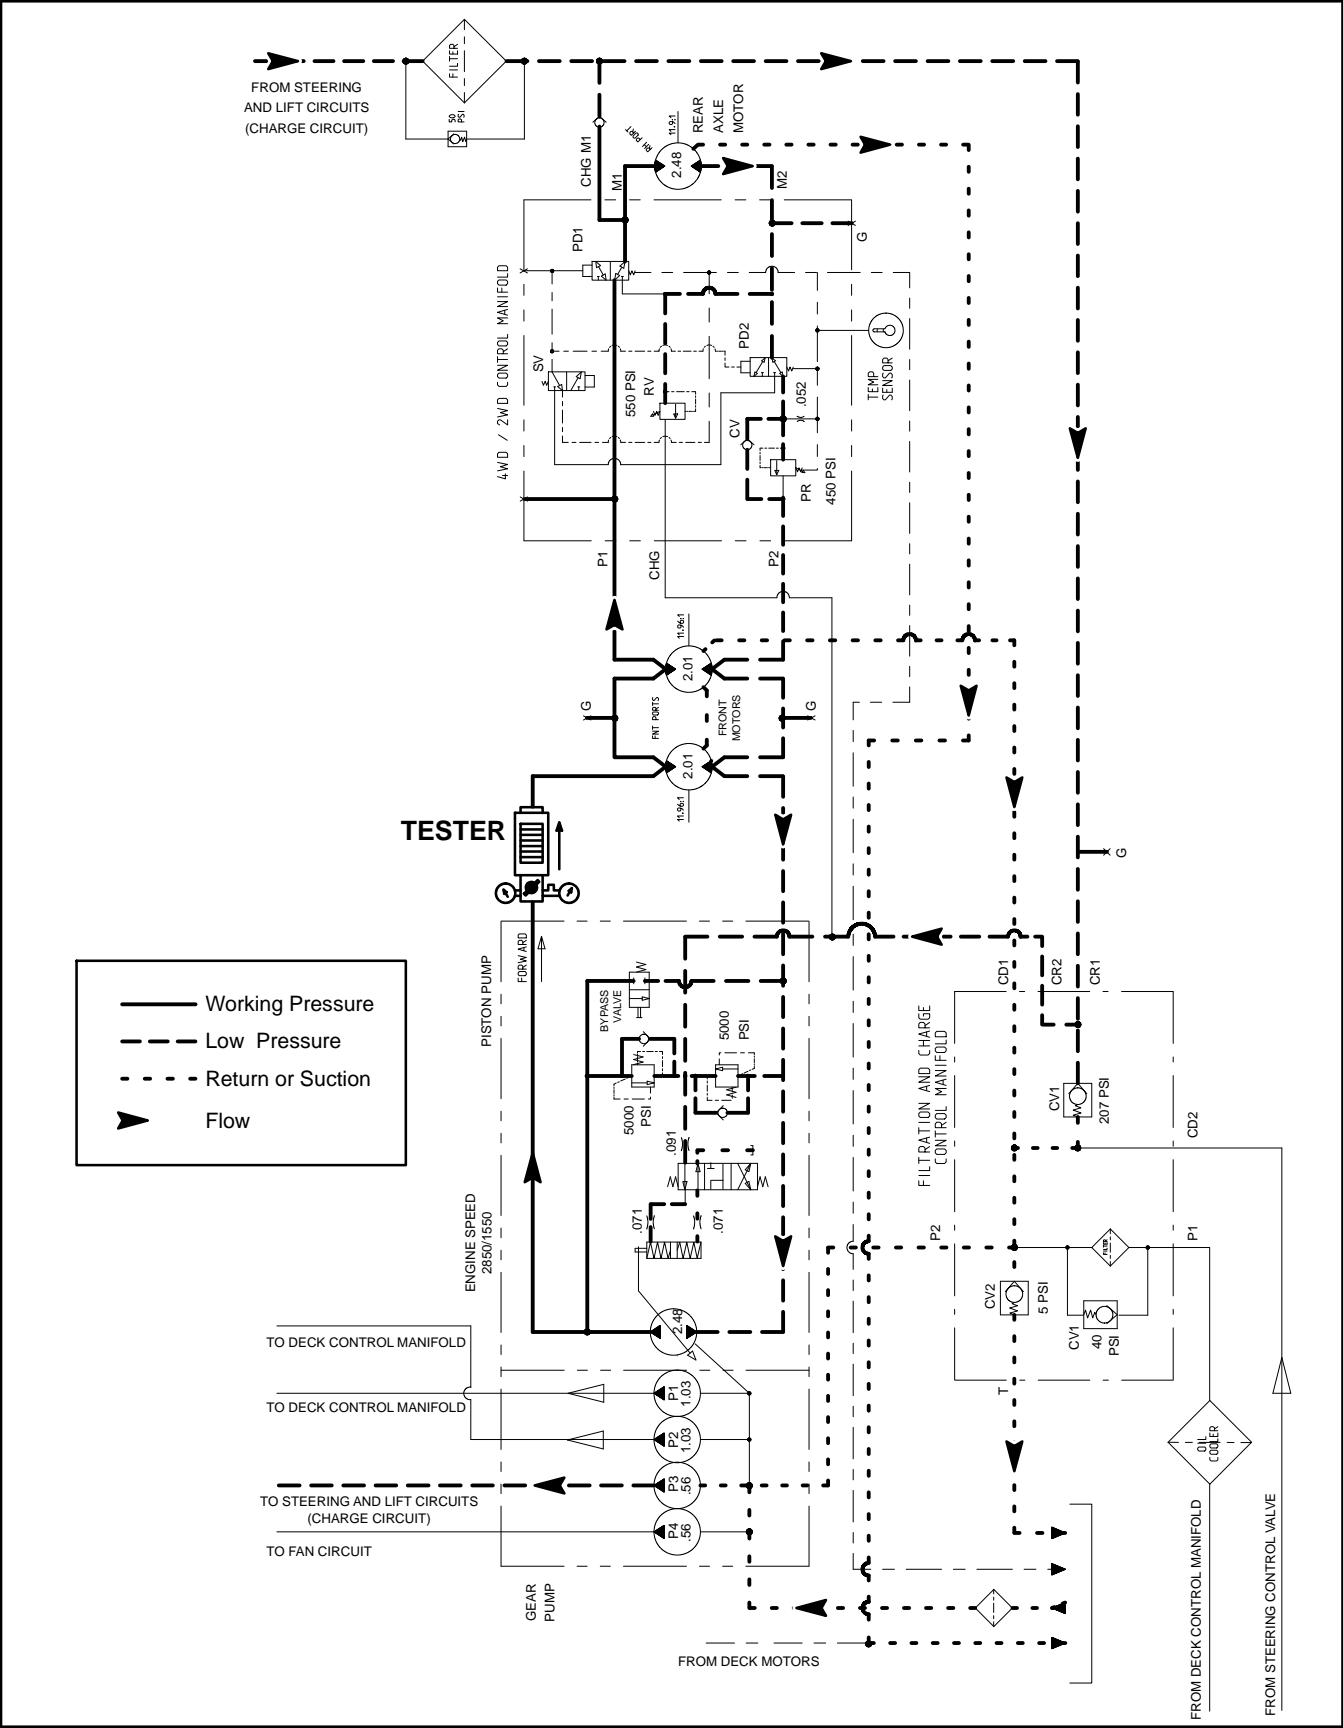 FROM STEERING
AND LIFT CIRCUITS
(CHARGE CIRCUIT)
FILTER
50
PSI
CHG M1
M1
RH PORT
11.9:1
REAR
AXLE
MOTOR
2.48
M2
G
PD1
4WD / 2WD CONTROL MANIFOLD
SV
550 PSI
RV
PD2
.052
CV
PR
450 PSI
TEMP
SENSOR
P1
CHG
P2
11.96:1
2.01
G
FNT PORTS
FRONT
MOTORS
G
2.01
11.96:1
TESTER
G
FORWARD
PISTON PUMP
BYPASS
VALVE
5000
PSI
5000
PSI
.091
.071
.071
CD1
CR2
CR1
FILTRATION AND CHARGE
CONTROL MANIFOLD
CV1
207 PSI
CD2
P2
P1
CV2
5 PSI
CV1
40
PSI
FILTER
T
OIL
COOLER
Working Pressure
Low Pressure
Return or Suction
Flow
ENGINE SPEED
2850/1550
2.48
TO DECK CONTROL MANIFOLD
TO DECK CONTROL MANIFOLD
P1
1.03
P2
1.03
P3
.56
P4
.56
TO STEERING AND LIFT CIRCUITS
(CHARGE CIRCUIT)
TO FAN CIRCUIT
GEAR
PUMP
FROM DECK MOTORS
FROM DECK CONTROL MANIFOLD
FROM STEERING CONTROL VALVE